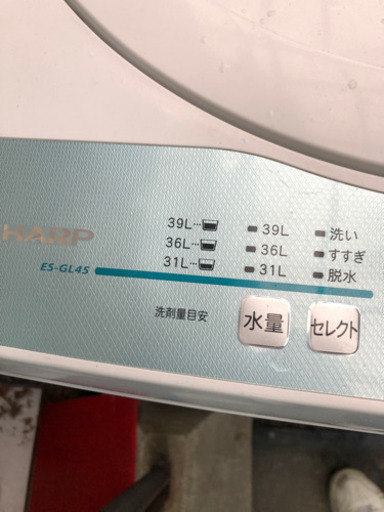 SHARP
ES-GL45
39L 39L 洗い
36L 36L すすぎ
31L 31L 脱水
洗剤量目安 水量 セレクト